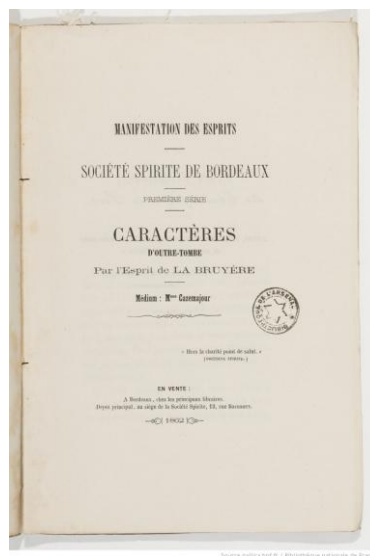 MANIFESTATION DES ESPRITS
SOCIÉTÉ SPIRITE DE BORDEAUX
PREMIÈRE SÉRIE
CARACTÈRES
D'OUTRE-TOMBE
Par l'Esprit de LA BRUYÈRE
Médium : Mme Cazemajour
« Hors la charité point de salut. »
EN VENTE :
A Bordeaux, chez les principaux libraires.
Dépôt principal, au siége de la Société Spirite, 13, rue
1862